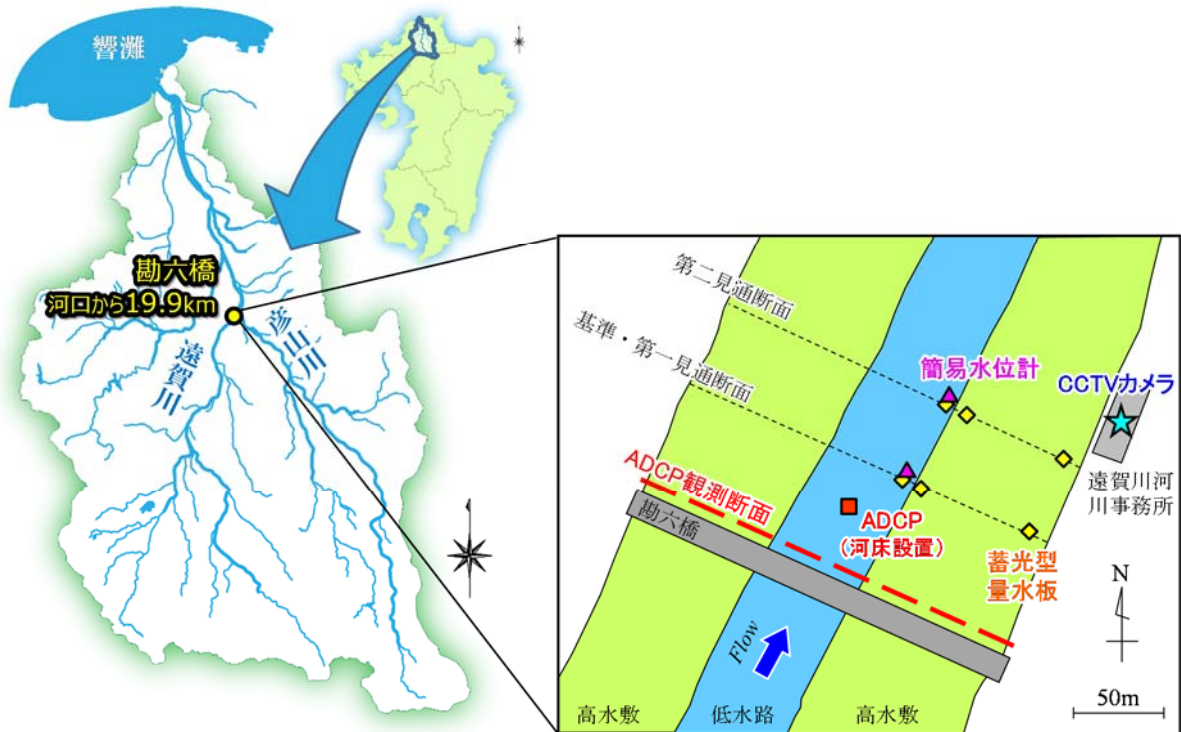 響灘
勘六橋
河口から19.9km
遠賀川
彦山川
第二見通断面
基準・第一見通断面
簡易水位計
CCTVカメラ
遠賀川河
川事務所
ADCP観測断面
勘六橋
ADCP
(河床設置)
蓄光型
量水板
N
Flow
50m
高水敷
低水路
高水敷